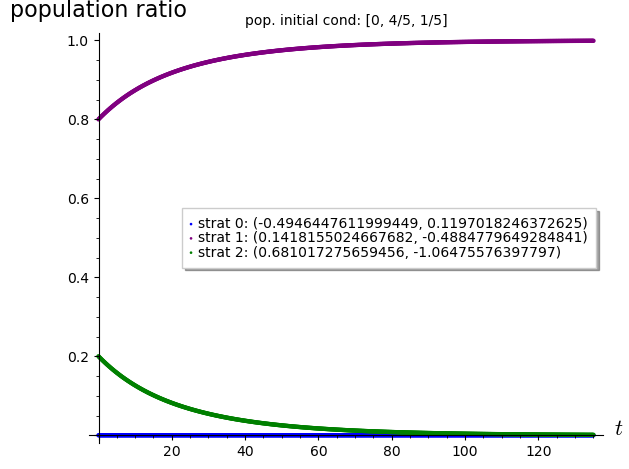 population ratio
pop. initial cond: [0, 4/5, 1/5]
1.0
0.8
0.6
strat 0: (-0.4946447611999449, 0.1197018246372625)
strat 1: (0.1418155024667682, -0.4884779649284841)
strat 2: (0.681017275659456, -1.06475576397797)
0.4
0.2
t
20 40 60 80 100 120